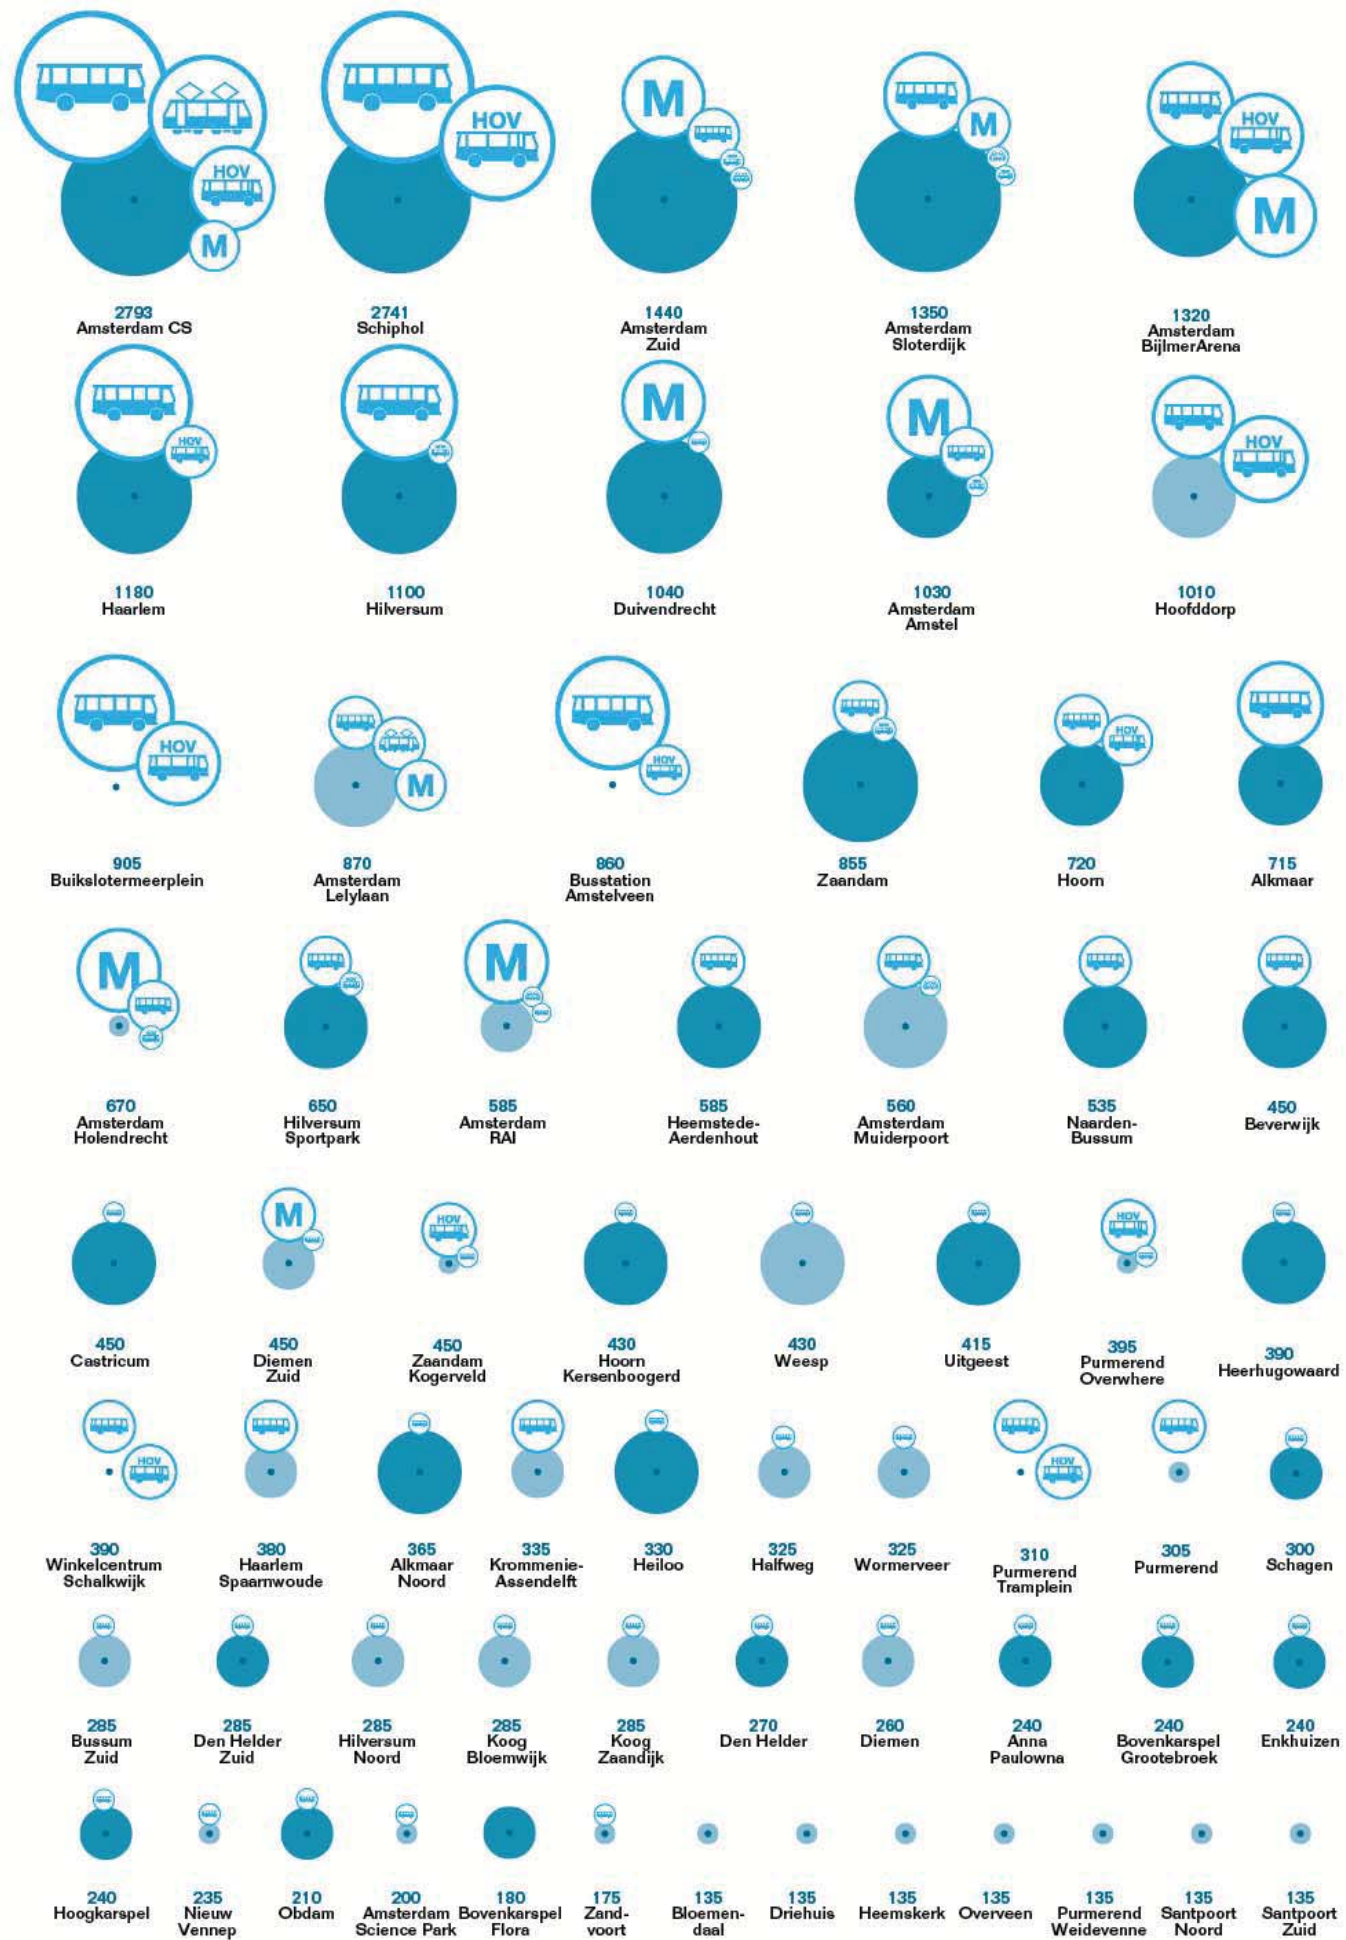 HOV
HOV
M
M
M
HOV
M
2793
Amsterdam CS
2741
Schiphol
1440
Amsterdam
Zuid
1350
Amsterdam
Sloterdijk
1320
Amsterdam
BijlmerArena
HOV
M
M
HOV
1180
Haarlem
1100
Hilversum
1040
Duivendrecht
1030
Amsterdam
Amstel
1010
Hoofddorp
HOV
M
HOV
HOV
905
Buikslotermeerplein
870
Amsterdam
Lelylaan
860
Busstation
Amstelveen
855
Zaandam
720
Hoorn
715
Alkmaar
M
M
670
Amsterdam
Holendrecht
650
Hilversum
Sportpark
585
Amsterdam
RAI
585
Heemstede-
Aerdenhout
560
Amsterdam
Muiderpoort
535
Naarden-
Bussum
450
Beverwijk
M
HOV
HOV
450
Castricum
450
Diemen
Zuid
450
Zaandam
Kogerveld
430
Hoorn
Kersenboogerd
430
Weesp
415
Uitgeest
395
Purmerend
Overwhere
390
Heerhugowaard
HOV
HOV
390
Winkelcentrum
Schalkwijk
380
Haarlem
Spaarnwoude
365
Alkmaar
Noord
335
Krommenie-
Assendelft
330
Heiloo
325
Halfweg
325
Wormerveer
310
Purmerend
Tramplein
305
Purmerend
300
Schagen
285
Bussum
Zuid
285
Den Helder
Zuid
285
Hilversum
Noord
285
Koog
Bloemwijk
285
Koog
Zaandijk
270
Den Helder
260
Diemen
240
Anna
Paulowna
240
Bovenkarspel
Grootebroek
240
Enkhuizen
240
Hoogkarspel
235
Nieuw
Vennep
210
Obdam
200
Amsterdam
Science Park
180
Bovenkarspel
Flora
175
Zand-
voort
135
Bloemen-
daal
135
Driehuis
135
Heemskerk
135
Overveen
135
Purmerend
Weidevenne
135
Santpoort
Noord
135
Santpoort
Zuid